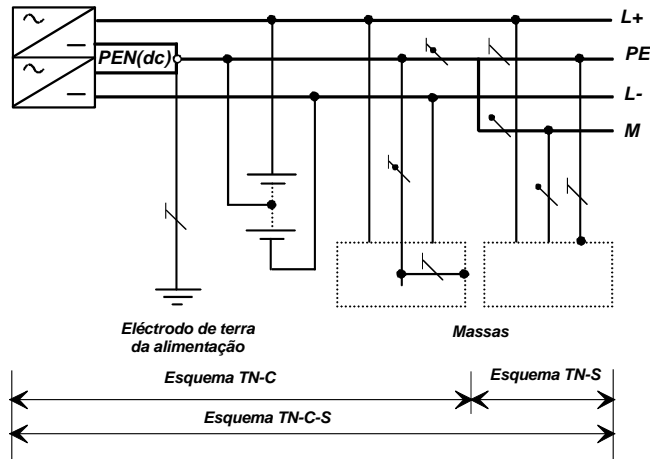 L+
PEN(dc)
PE
L-
M
Eléctrodo de terra
da alimentação
Massas
Esquema TN-C
Esquema TN-S
Esquema TN-C-S